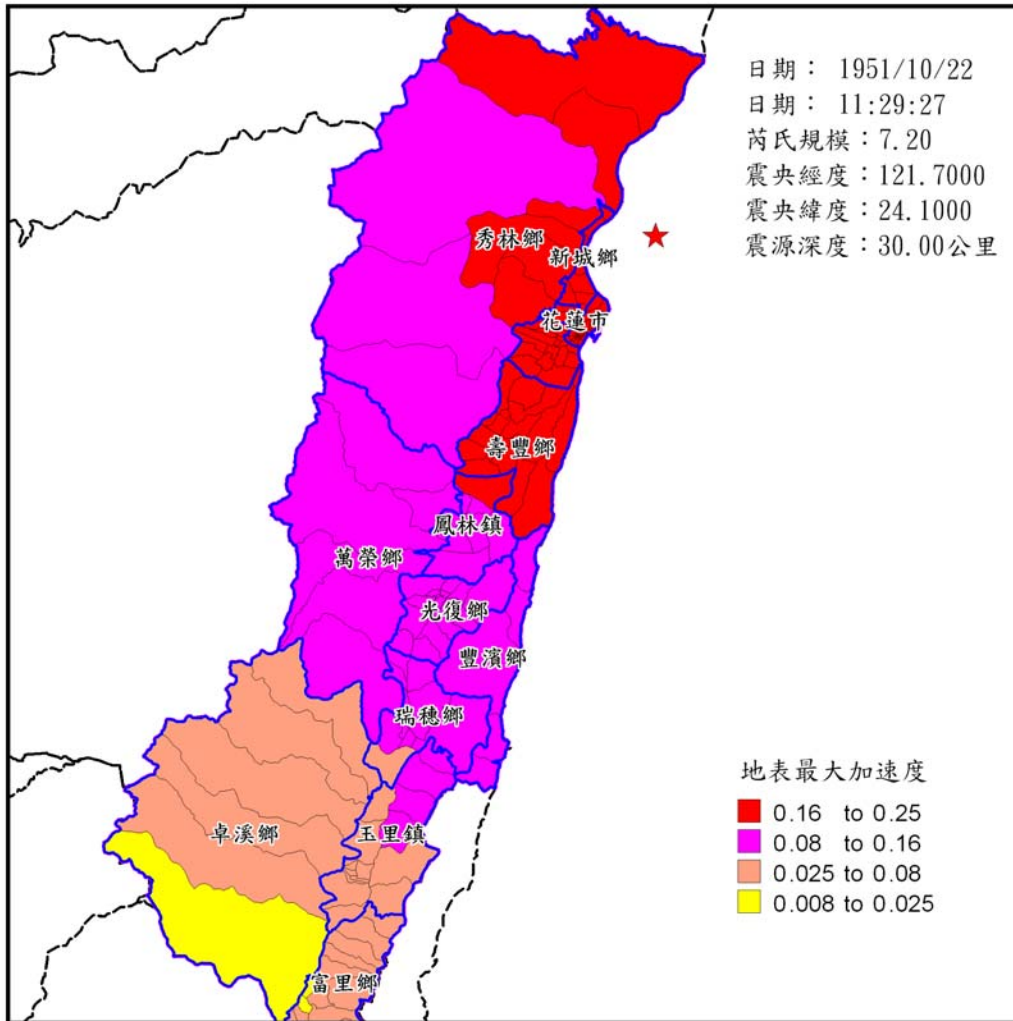 日期： 1951/10/22
日期： 11:29:27
芮氏規模：7.20
震央經度：121.7000
震央緯度：24.1000
震源深度：30.00公里
秀林鄉
新城鄉
花蓮市
壽豐鄉
鳳林鎮
萬榮鄉
光復鄉
豐濱鄉
瑞穗鄉
卓溪鄉
玉里鎮
富里鄉
地表最大加速度
0.16 to 0.25
0.08 to 0.16
0.025 to 0.08
0.008 to 0.025